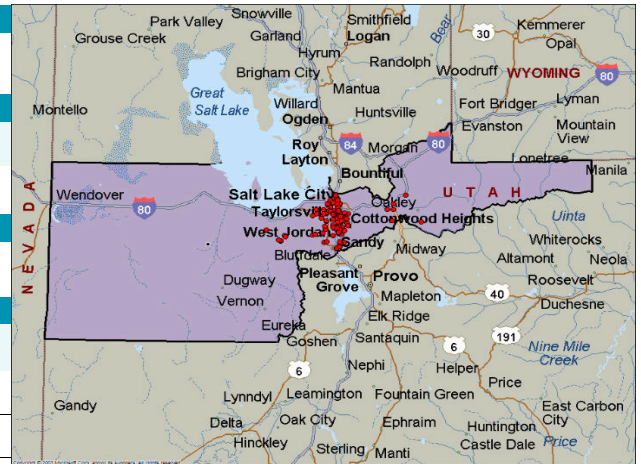 Snowville
Park Valley
Smithfield
Garland
Logan
Grouse Creek
Hyrum
Bear
30
Kemmerer
Opal
Randolph
Brigham City
Woodruff
WYOMING
80
Mantua
Great
Salt Lake
Willard
Huntsville
Fort Bridger
Lyman
Montello
Ogden
Evanston
Mountain
View
Roy
84
Morgan
80
Layton
Lonetree
Bountiful
Manila
Wendover
Salt Lake City
Oakley
UTAH
80
Taylorsvi
Cottonwood Heights
Uinta
NEVADA
West Jordan
Sandy
Midway
Whiterocks
Bluffdale
Altamont
Neola
Dugway
Pleasant
Grove
Provo
Roosevelt
Vernon
Mapleton
40
Duchesne
Elk Ridge
Eureka
Goshen
Santaquin
6
191
Nine Mile
Creek
6
Nephi
Helper
Price
Gandy
Lynndyl
Leamington
Fountain Green
East Carbon
City
Delta
Oak City
Ephraim
Huntington
Hinckley
Sterling
Manti
Castle Dale
Price